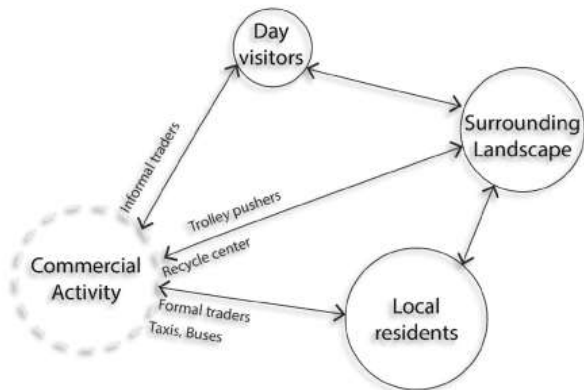 Day
visitors
Surrounding
Landscape
Informal traders
Trolley pushers
Recycle center
Commercial
Activity
Formal traders
Taxis, Buses
Local
residents